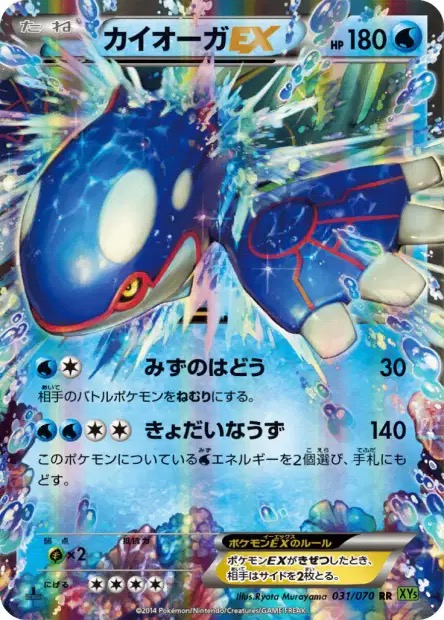 たね カイオーガEX HP180
みずのはどう 30
相手のバトルポケモンをねむりにする。
きょだいなうず 140
このポケモンについているエネルギーを2個選び、手札にも
どす。
弱点 ×2 抵抗力
にげる
ポケモンEXのルール
ポケモンEXがきぜつしたとき、
相手はサイドを2枚とる。
Illus.Ryota Murayama 031/070 RR XY5
©2014 Pokémon/Nintendo/Creatures/GAME FREAK.